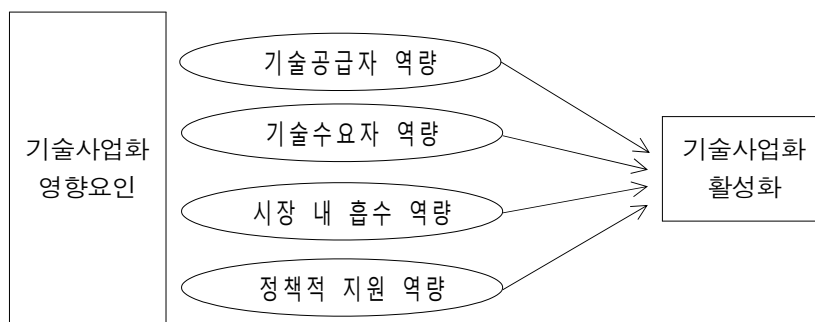 기술사업화
영향요인
기술공급자 역량
기술수요자 역량
시장 내 흡수 역량
정책적 지원 역량
기술사업화
활성화